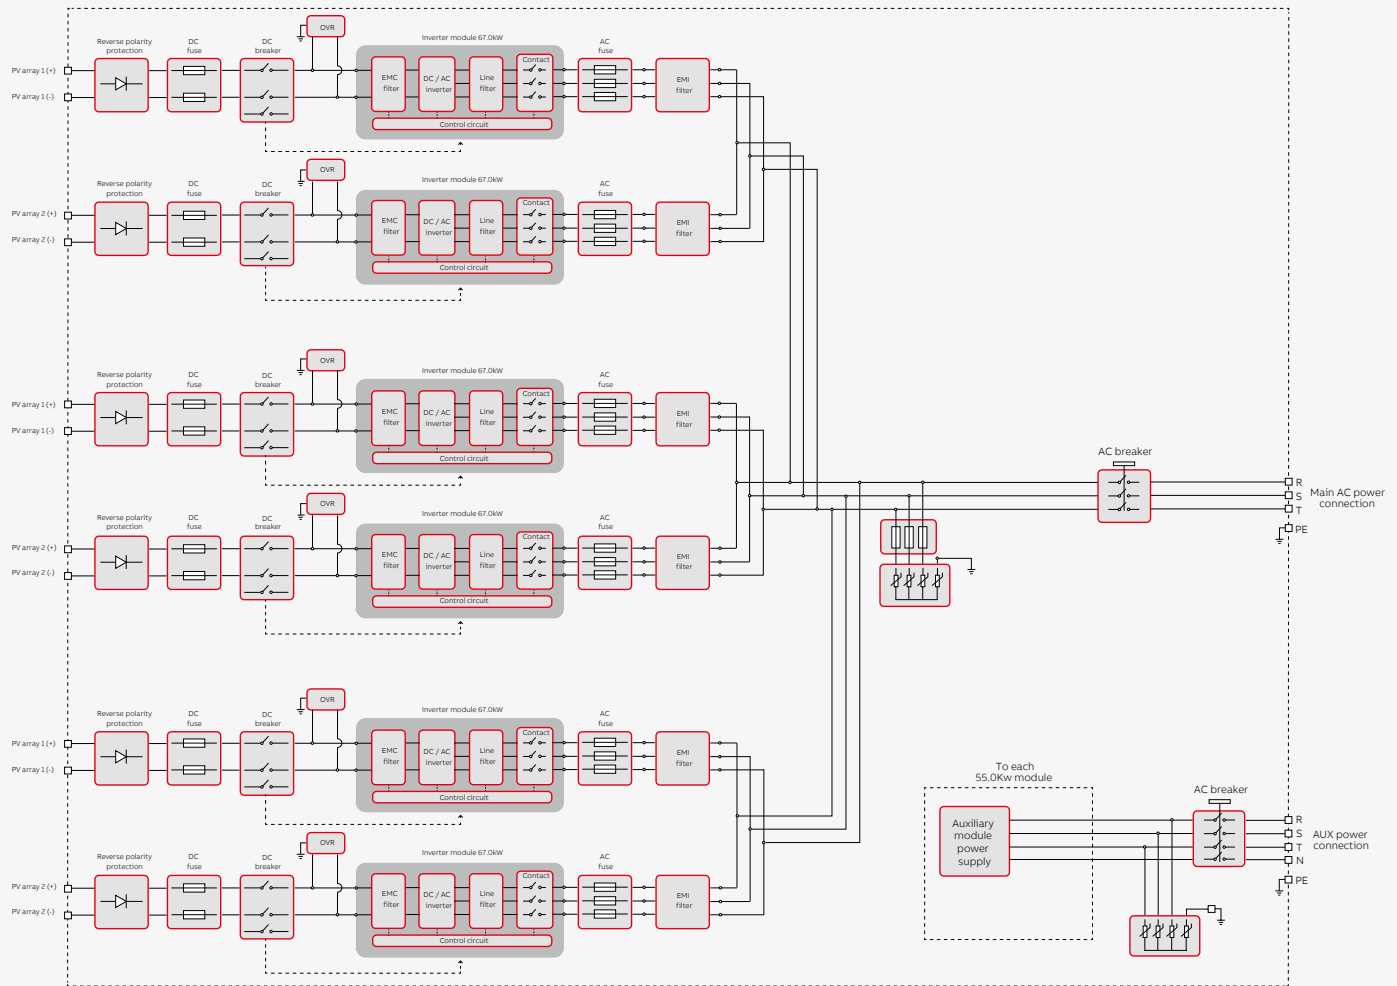 OVR
Reverse polarity
protection
DC
fuse
DC
breaker
Inverter module 67.0kW
AC
fuse
PV array 1 (+)
PV array 1 (-)
EMC
filter
DC / AC
inverter
Line
filter
Contact
EMI
filter
Control circuit
OVR
Reverse polarity
protection
DC
fuse
DC
breaker
Inverter module 67.0kW
AC
fuse
PV array 2 (+)
PV array 2 (-)
EMC
filter
DC / AC
inverter
Line
filter
Contact
EMI
filter
Control circuit
OVR
Reverse polarity
protection
DC
fuse
DC
breaker
Inverter module 67.0kW
AC
fuse
PV array 1 (+)
PV array 1 (-)
EMC
filter
DC / AC
inverter
Line
filter
Contact
EMI
filter
Control circuit
AC breaker
R
S
T
Main AC power
connection
PE
OVR
Reverse polarity
protection
DC
fuse
DC
breaker
Inverter module 67.0kW
AC
fuse
PV array 2 (+)
PV array 2 (-)
EMC
filter
DC / AC
inverter
Line
filter
Contact
EMI
filter
Control circuit
OVR
Reverse polarity
protection
DC
fuse
DC
breaker
Inverter module 67.0kW
AC
fuse
PV array 1 (+)
PV array 1 (-)
EMC
filter
DC / AC
inverter
Line
filter
Contact
EMI
filter
Control circuit
To each
55.0Kw module
AC breaker
Auxiliary
module
power
supply
R
S
T
N
AUX power
connection
PE
OVR
Reverse polarity
protection
DC
fuse
DC
breaker
Inverter module 67.0kW
AC
fuse
PV array 2 (+)
PV array 2 (-)
EMC
filter
DC / AC
inverter
Line
filter
Contact
EMI
filter
Control circuit